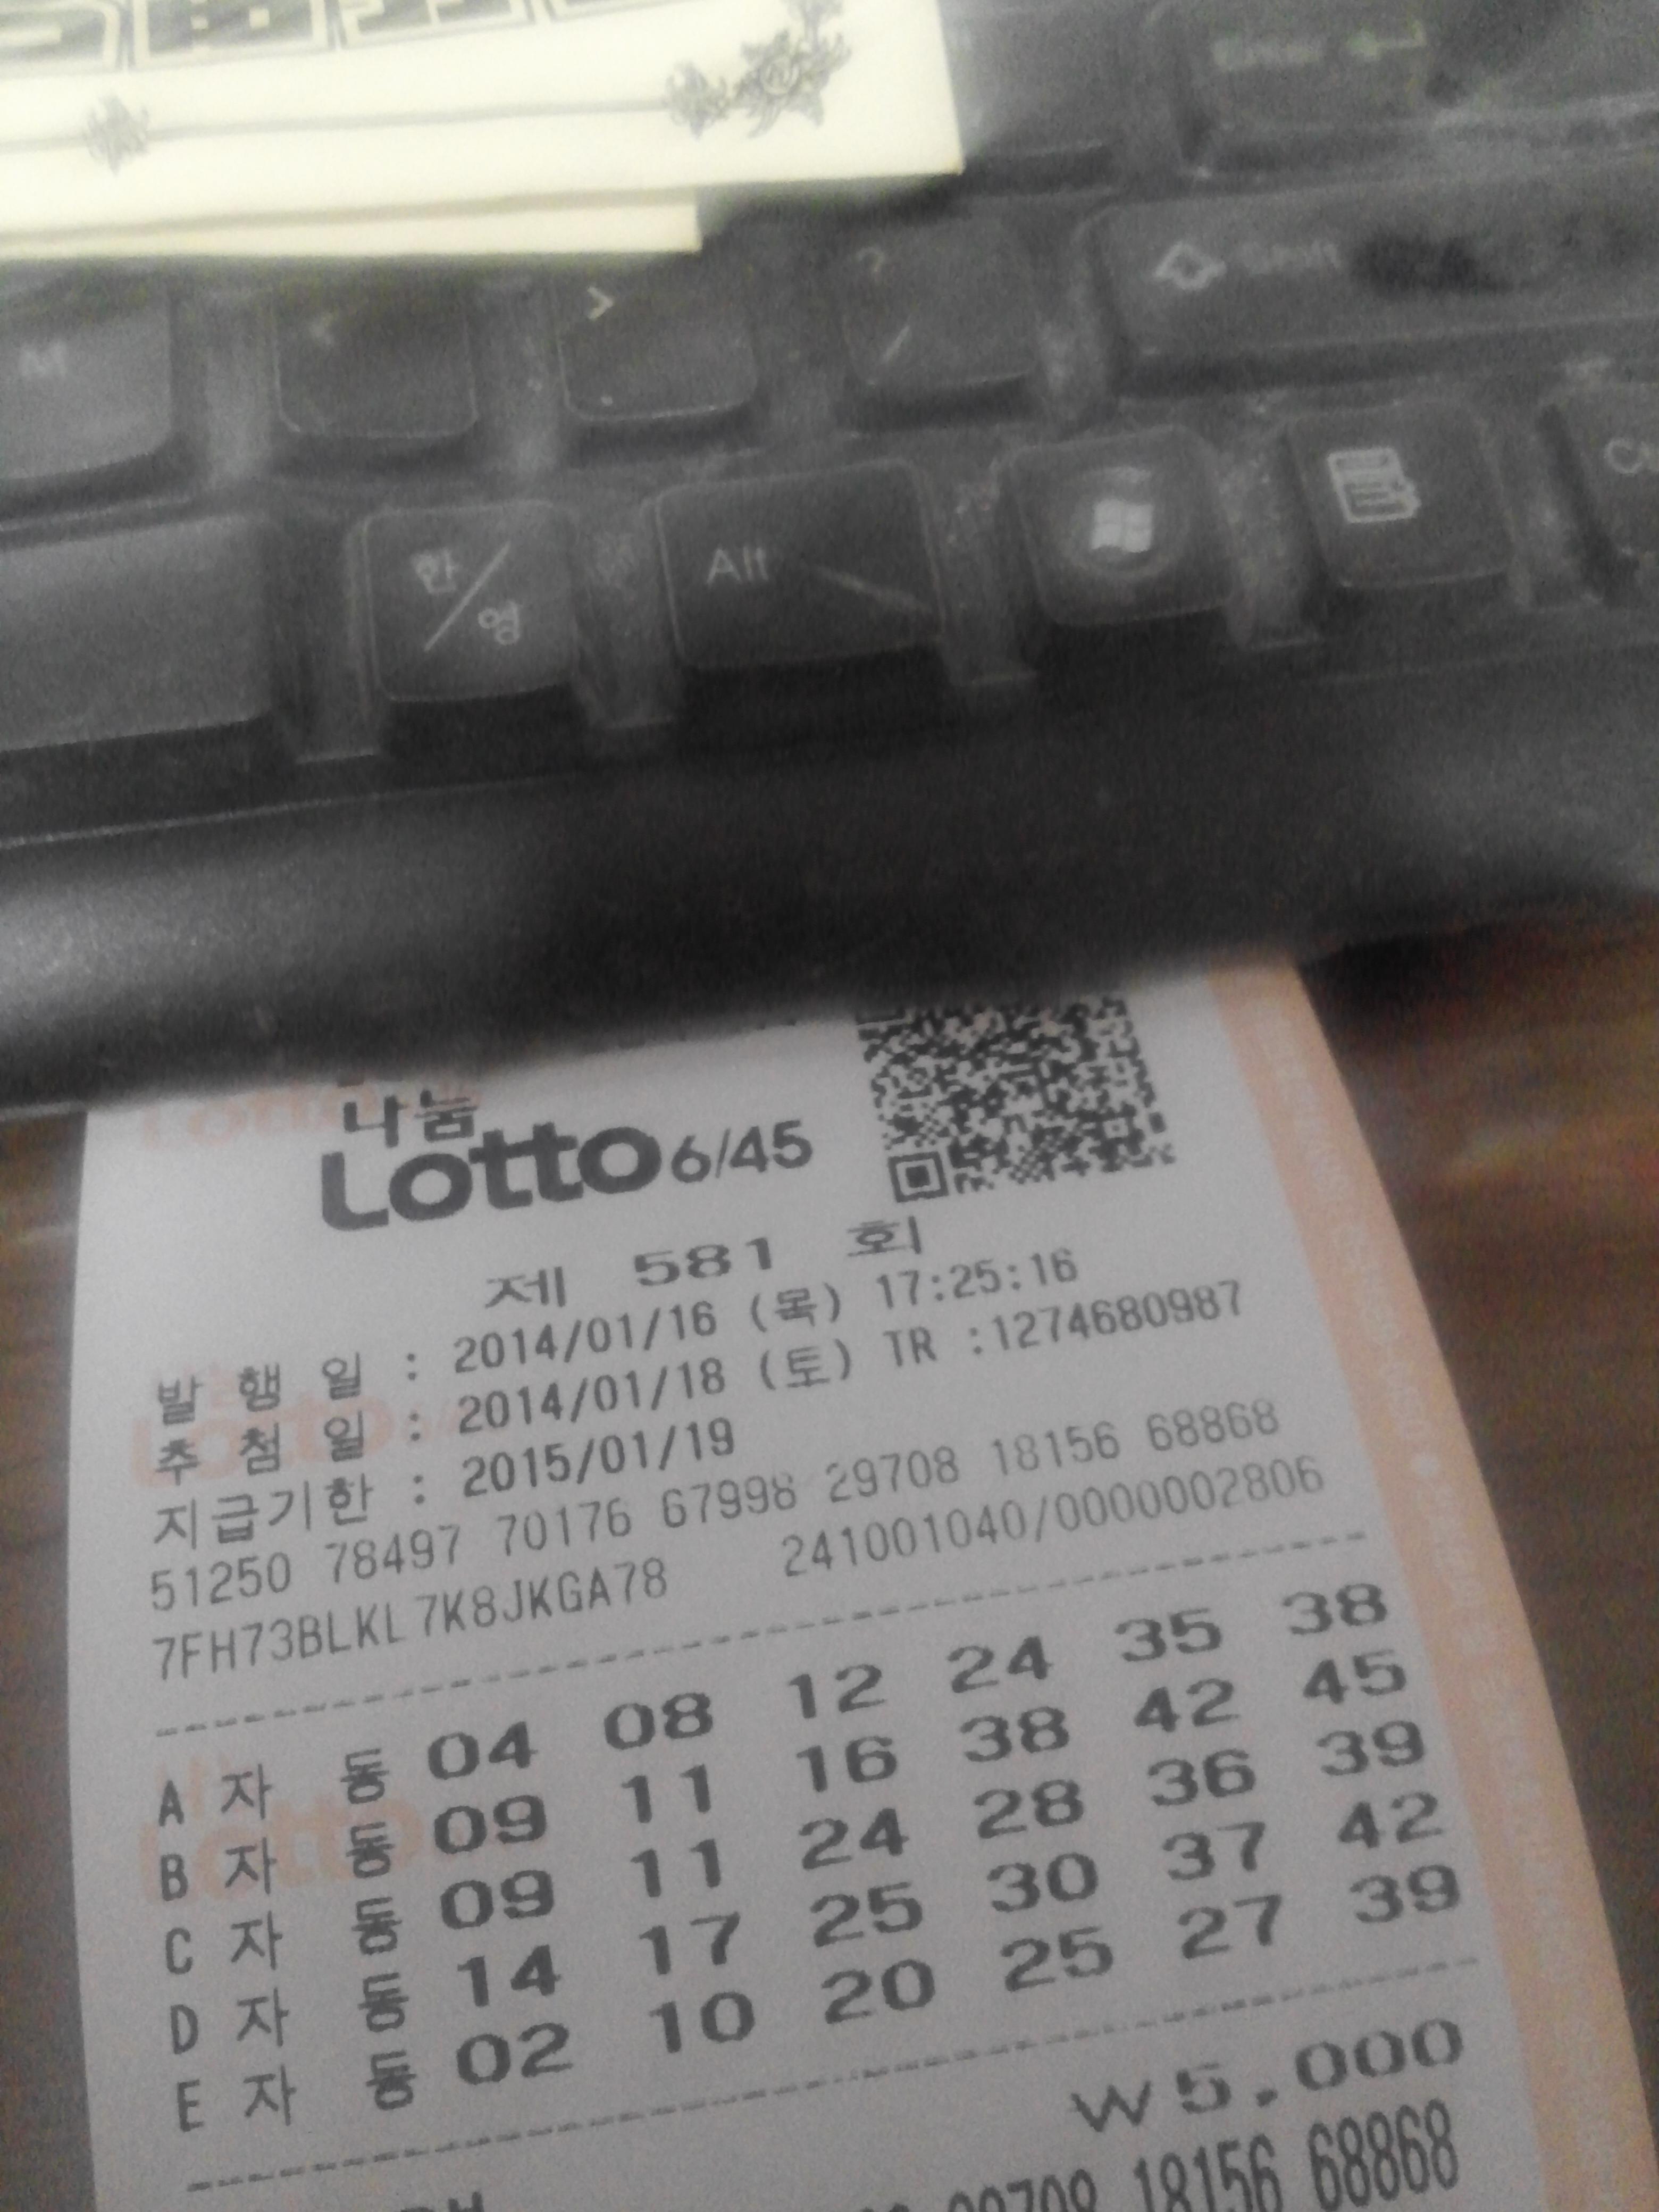 M < > ? /
Shift
한/영 Alt
나눔
Lotto 6/45
제 581 회
발 행 일 : 2014/01/16 (목) 17:25:16
추 첨 일 : 2014/01/18 (토) TR :1274680987
지급기한 : 2015/01/19
51250 78497 70176 67998 29708 18156 68868
7FH73BLKL7K8JKGA78 241001040/0000002806
A 자 동 04 08 12 24 35 38
B 자 동 09 11 16 38 42 45
C 자 동 09 11 24 28 36 39
D 자 동 14 17 25 30 37 42
E 자 동 02 10 20 25 27 39
₩5,000
18156 68868